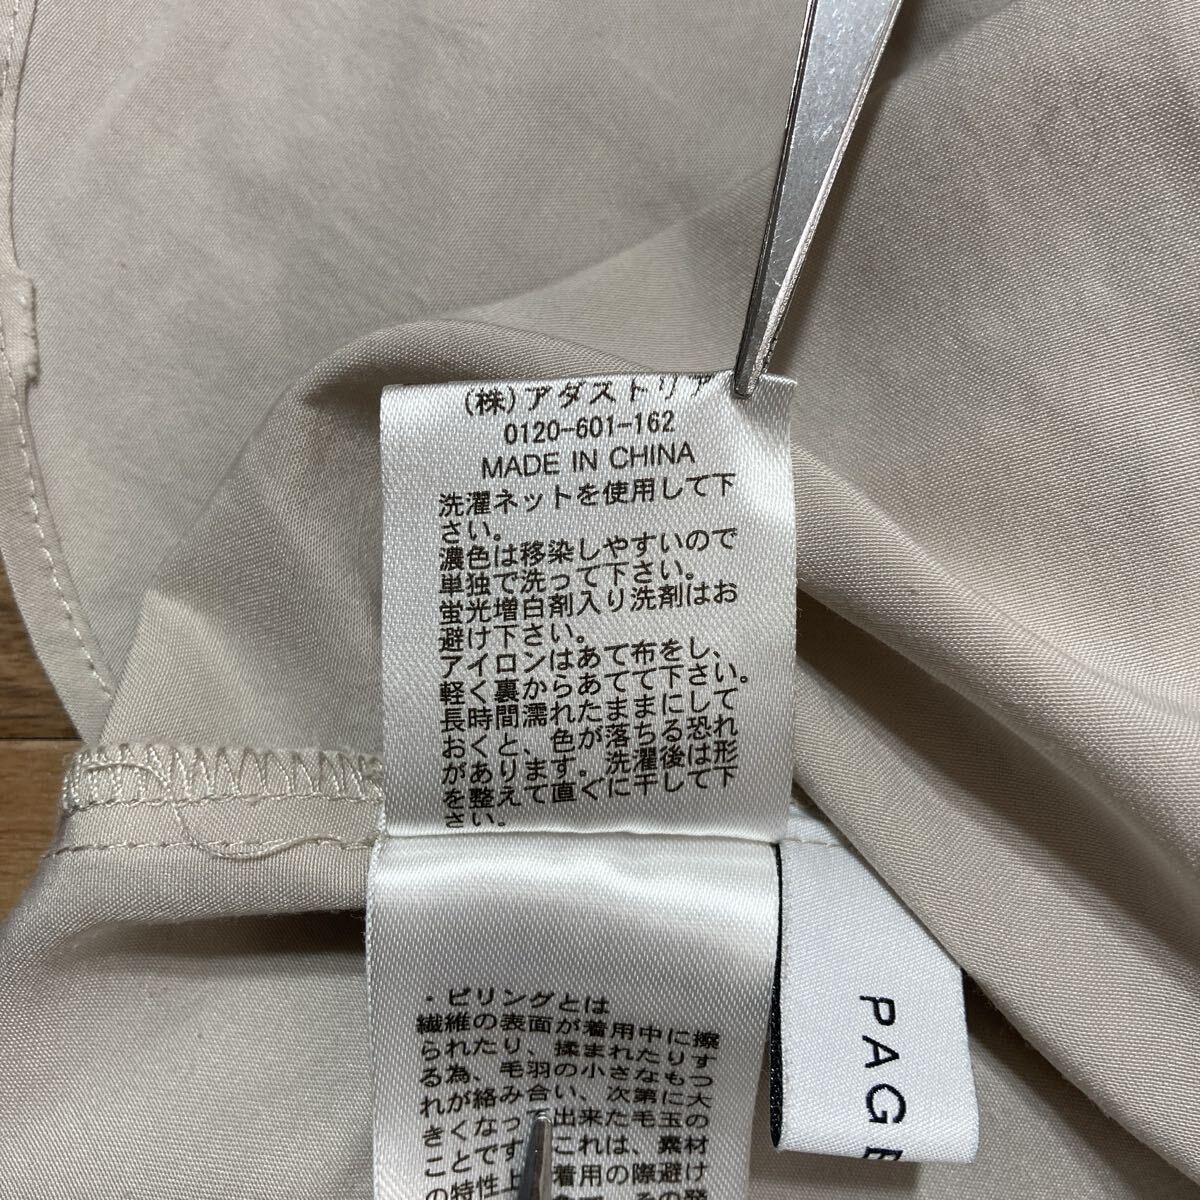 (株)アダストリア
0120-601-162
MADE IN CHINA
洗濯ネットを使用して下
さい。
濃色は移染しやすいので
単独で洗って下さい。
蛍光増白剤入り洗剤はお
避け下さい。
アイロンはあて布をし、
軽く裏からあてて下さい。
長時間濡れたままにして
おくと、色が落ちる恐れ
があります。洗濯後は形
を整えて直ぐに干して下
さい。
・ピリングとは
繊維の表面が着用中に擦
られたり、揉まれたりす
る為、毛羽の小さなもつ
れが絡み合い、次第に大
きくなって出来た毛玉の
ことです これは、素材
の特性上 着用の際避け
PAGE